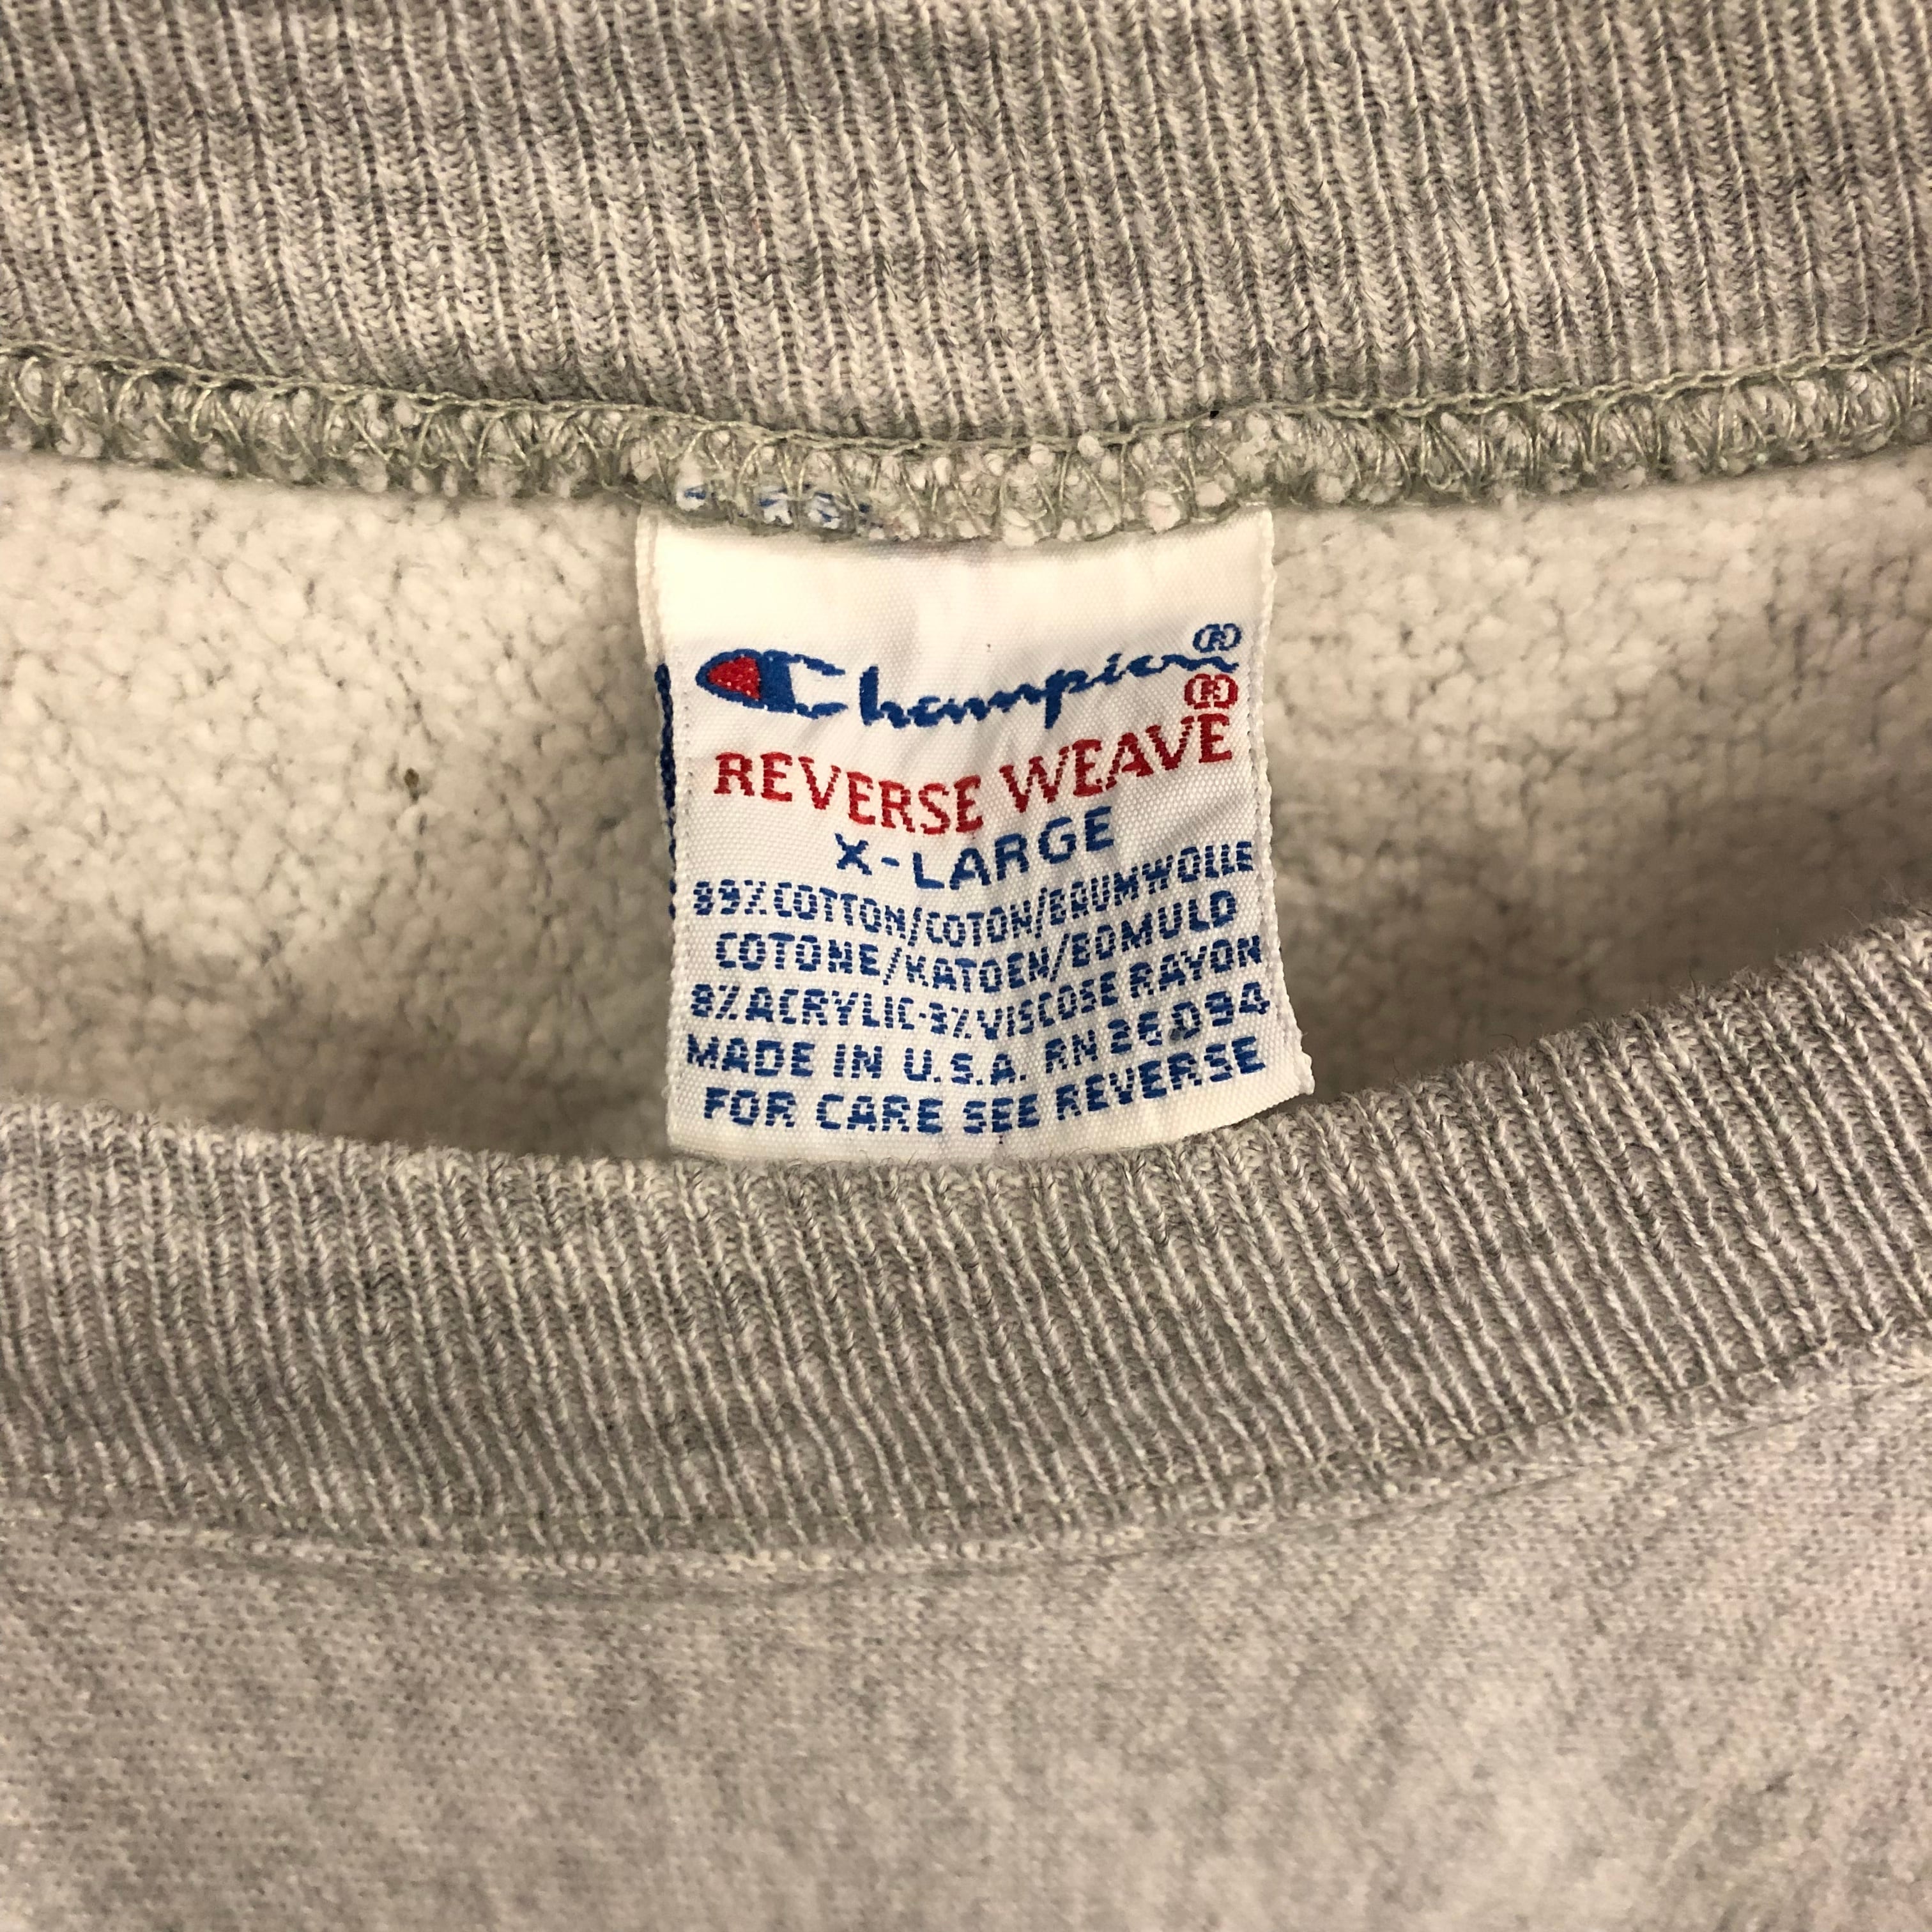 Champion®
®
REVERSE WEAVE
X-LARGE
89% COTTON/COTON/BAUMWOLLE
COTONE/KATOEN/BOMULD
8% ACRYLIC-3% VISCOSE RAYON
MADE IN U.S.A. RN 26094
FOR CARE SEE REVERSE